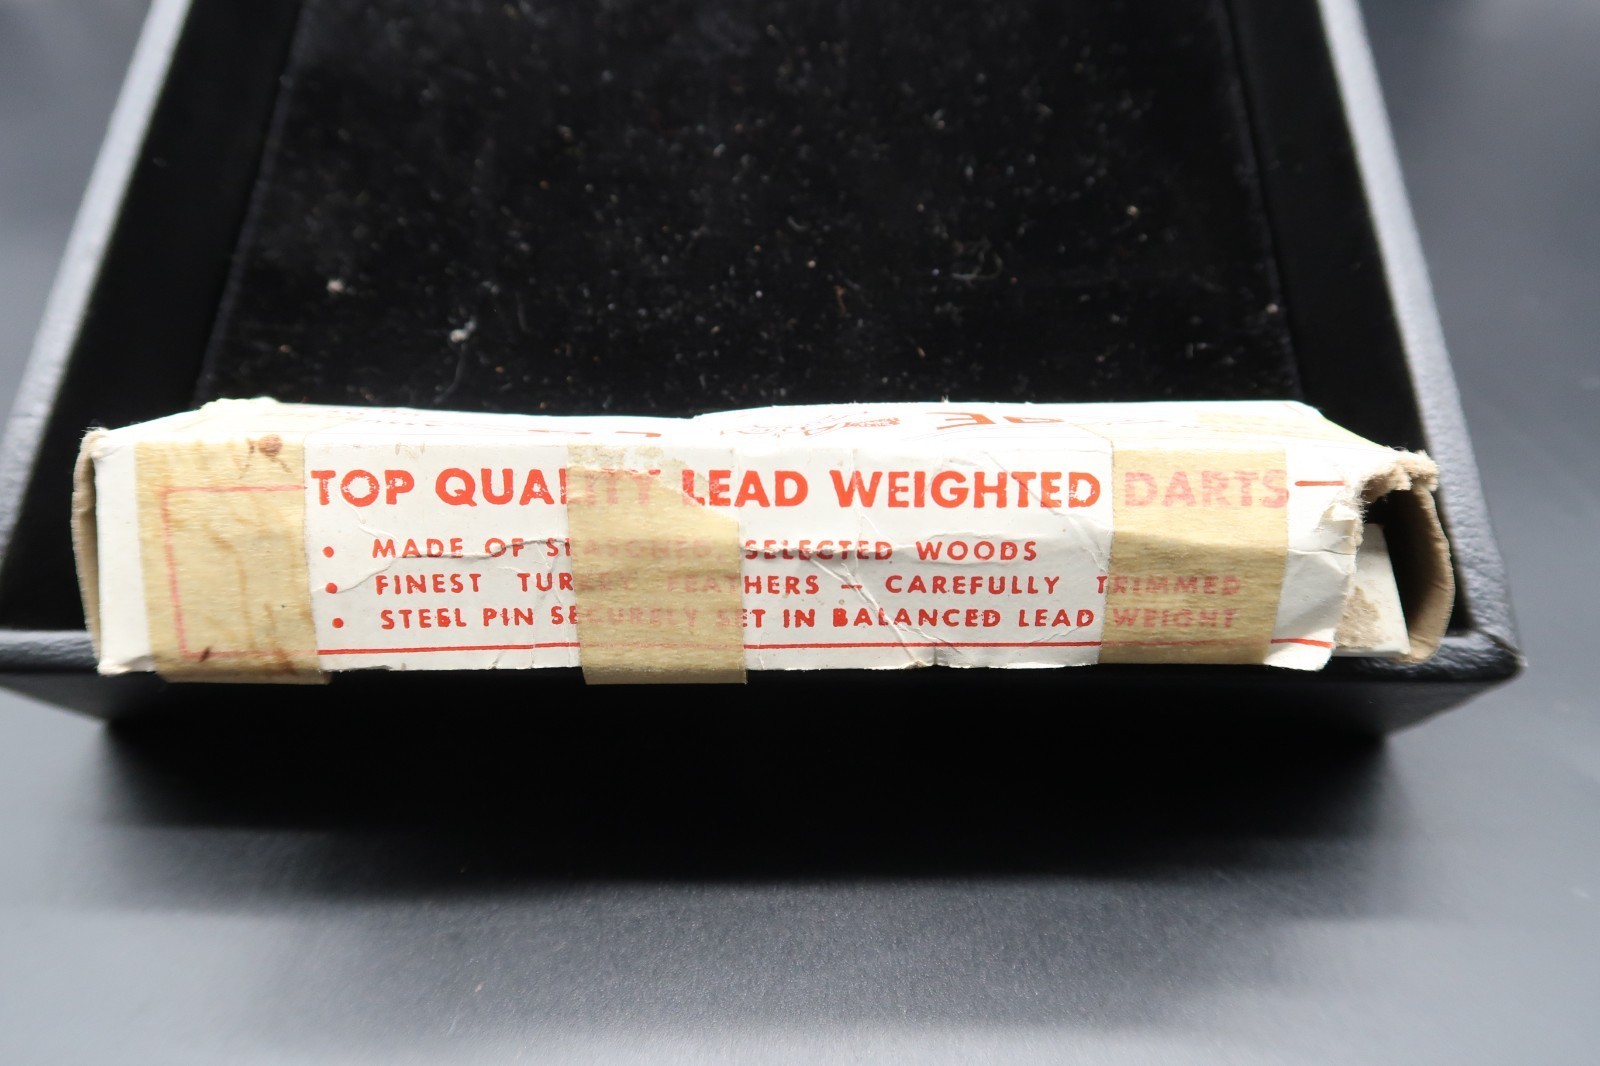 TOP QUALITY LEAD WEIGHTED DARTS
• MADE OF SEASONED, SELECTED WOODS
• FINEST TURKEY FEATHERS — CAREFULLY TRIMMED
• STEEL PIN SECURELY SET IN BALANCED LEAD WEIGHT